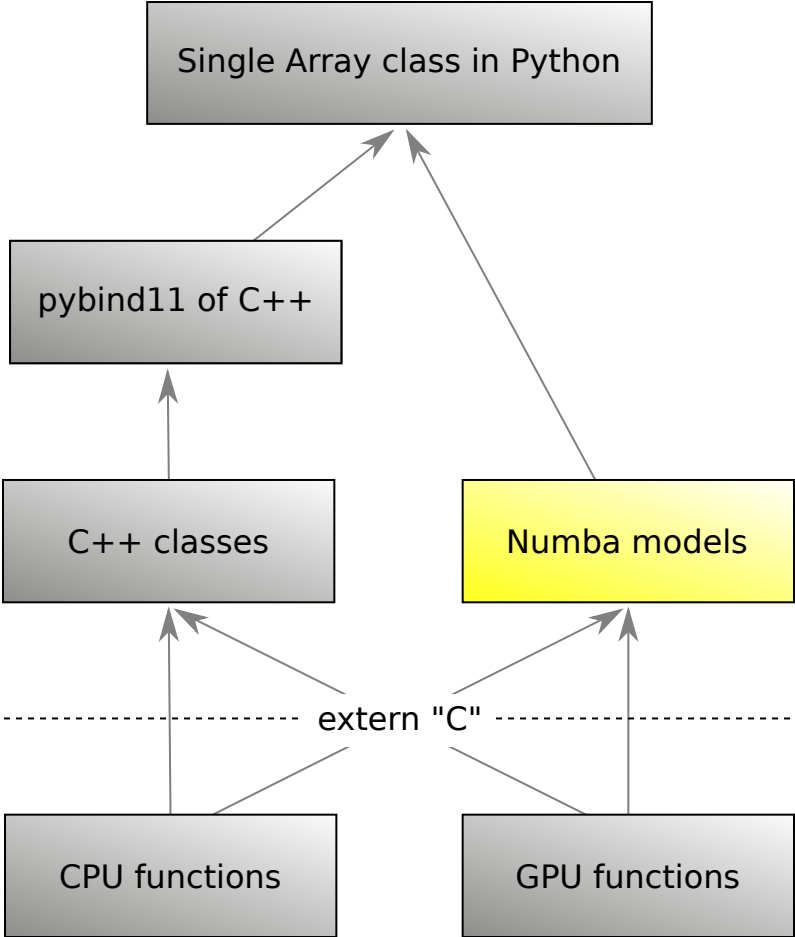 Single Array class in Python
pybind11 of C++
C++ classes
Numba models
extern "C"
CPU functions
GPU functions